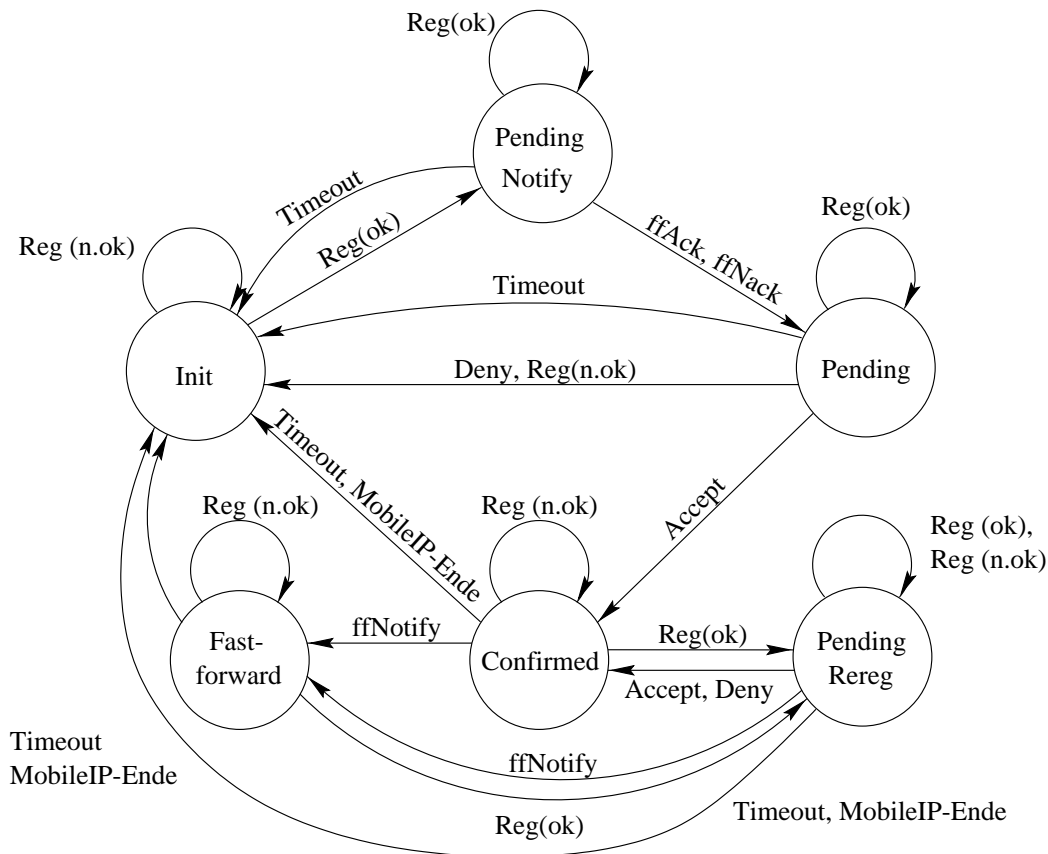 Reg(ok)
Pending
Notify
Timeout
Reg(ok)
ffAck, ffNack
Reg(ok)
Reg (n.ok)
Timeout
Init
Deny, Reg(n.ok)
Pending
Timeout, MobileIP-Ende
Accept
Reg (n.ok)
Reg (n.ok)
Reg (ok),
Reg (n.ok)
Fast-
forward
ffNotify
Confirmed
Reg(ok)
Accept, Deny
Pending
Rereg
Timeout
MobileIP-Ende
ffNotify
Reg(ok)
Timeout, MobileIP-Ende